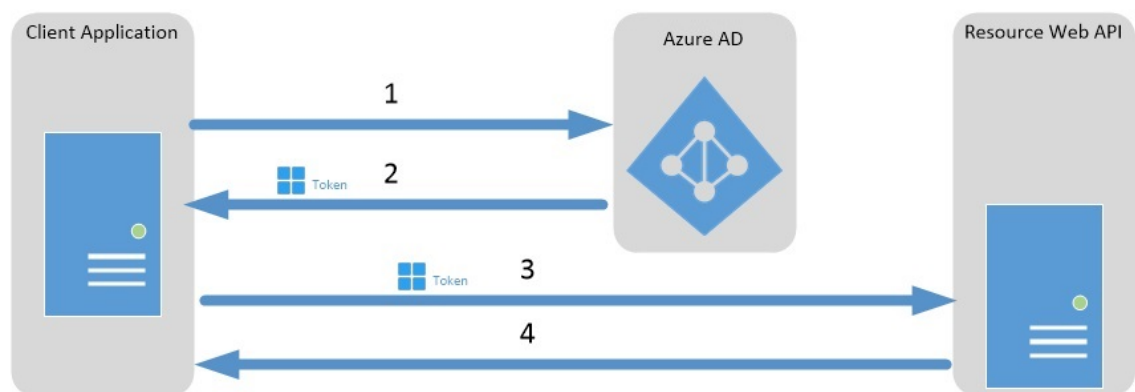 Client Application
Azure AD
Resource Web API
1
2
Token
3
Token
4